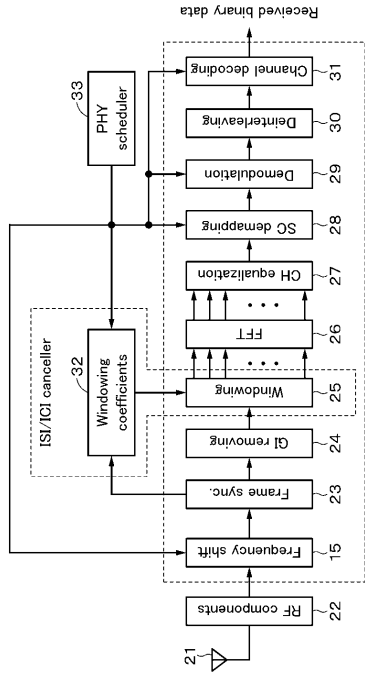 Received binary data
31
Channel decoding
30
Deinterleaving
29
Demodulation
28
SC demapping
27
CH equalization
26
FFT
25
Windowing
24
GI removing
23
Frame sync.
15
Frequency shift
22
RF components
21
33
PHY
scheduler
32
Windowing
coefficients
ISI/ICI canceller